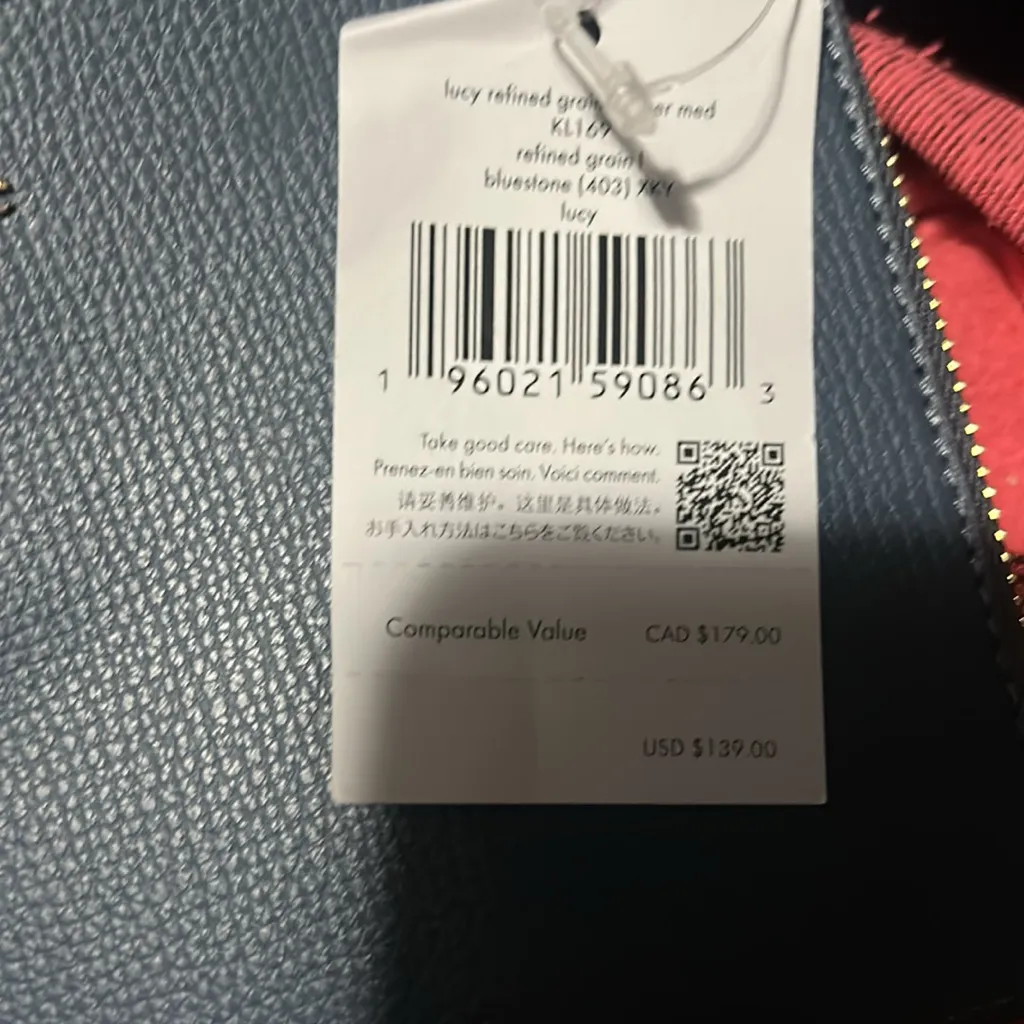 lucy refined grain er med
KL169
refined grain l
bluestone (403) XKY
lucy
1 96021 59086 3
Take good care. Here's how.
Prenez-en bien soin. Voici comment.
请妥善维护。这里是具体做法。
お手入れ方法はこちらをご覧ください。
Comparable Value CAD $179.00
USD $139.00